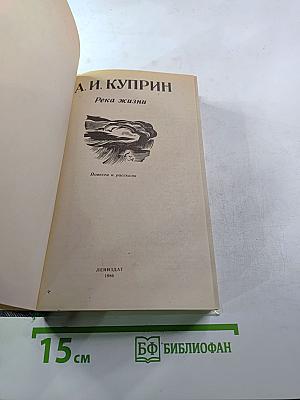 А. И. КУПРИН
Река жизни
Повести и рассказы
ЛЕНИЗДАТ
1986
15 см
БФ БИБЛИОФАН